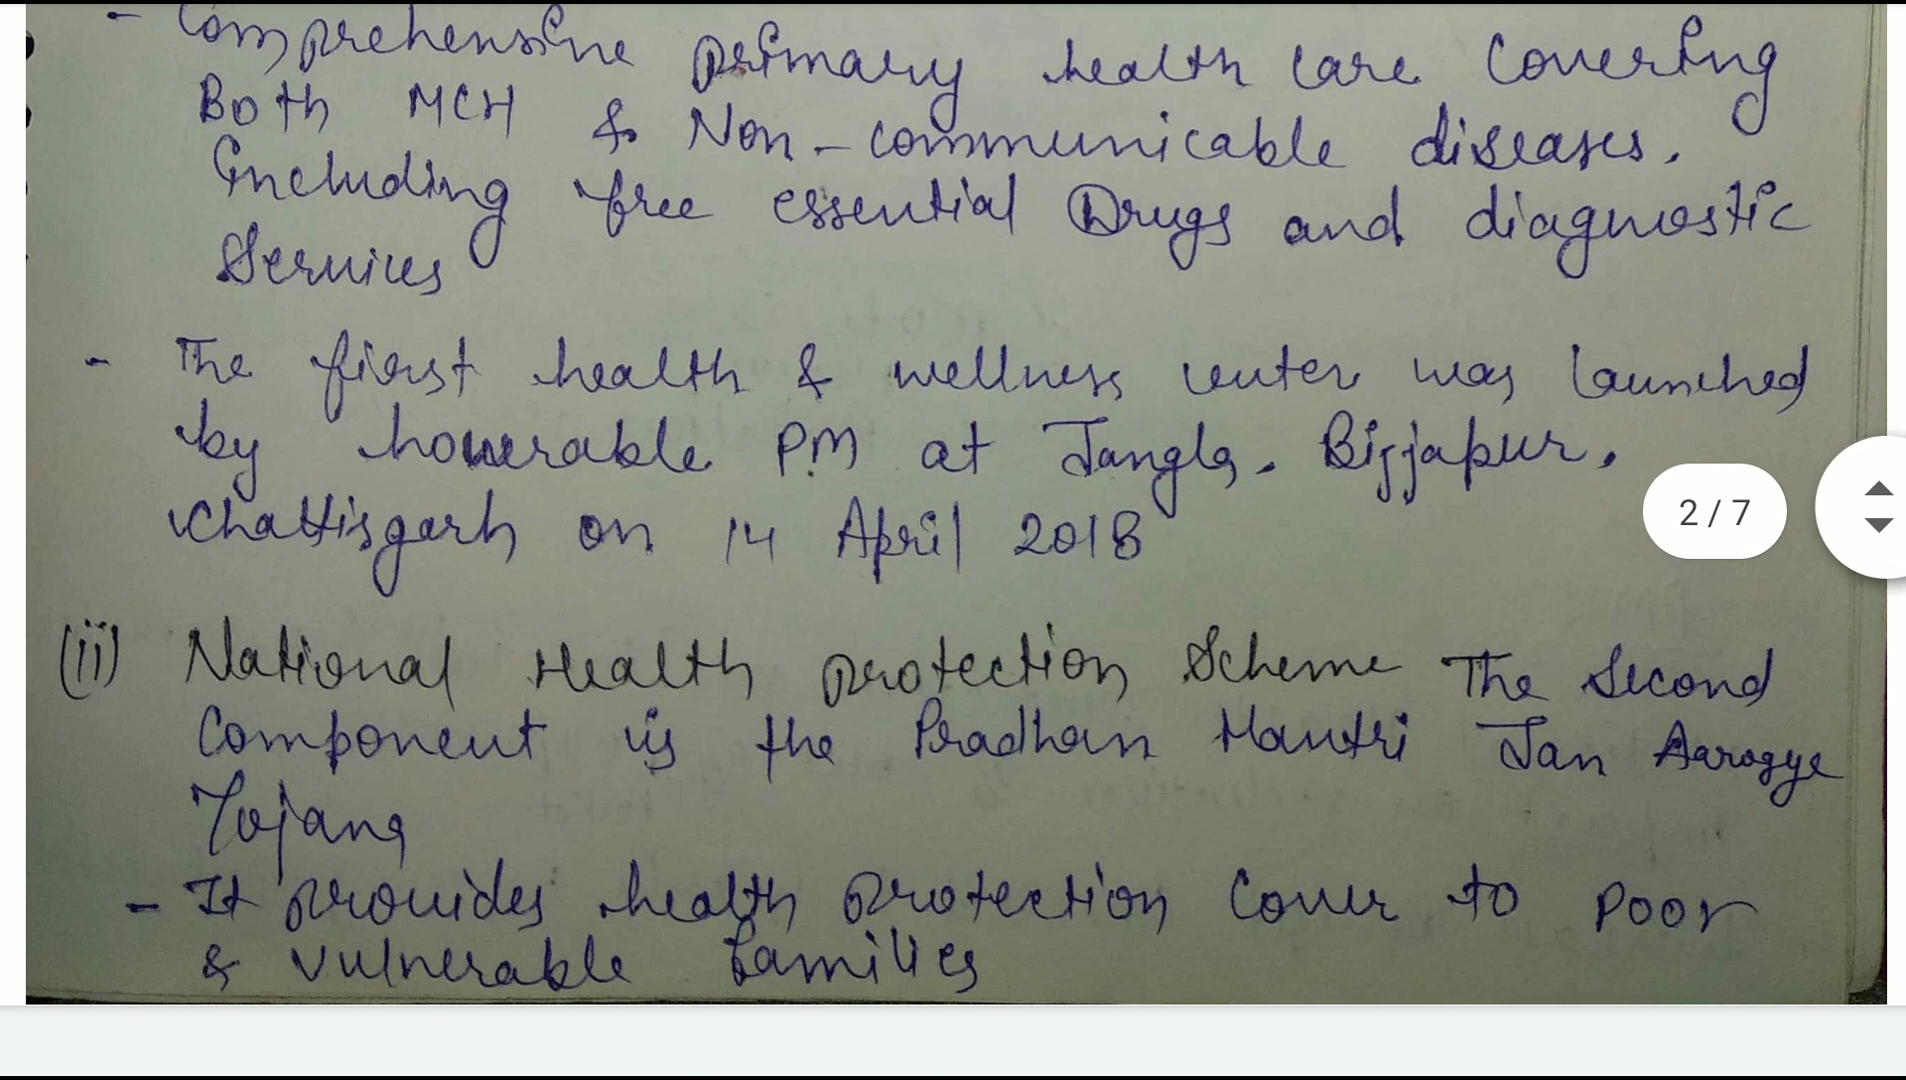 - Comprehensive primary health care covering
Both MCH & Non-communicable diseases.
including free essential Drugs and diagnostic
Services
- The first health & wellness center was launched
by honerable PM at Jangla. Bijjapur.
Chattisgarh on 14 April 2018
2 / 7
(ii) National Health protection Scheme The Second
Component is the Pradhan Mantri Jan Aarogya
Yojana
- It provides health protection Cover to Poor
& vulnerable families